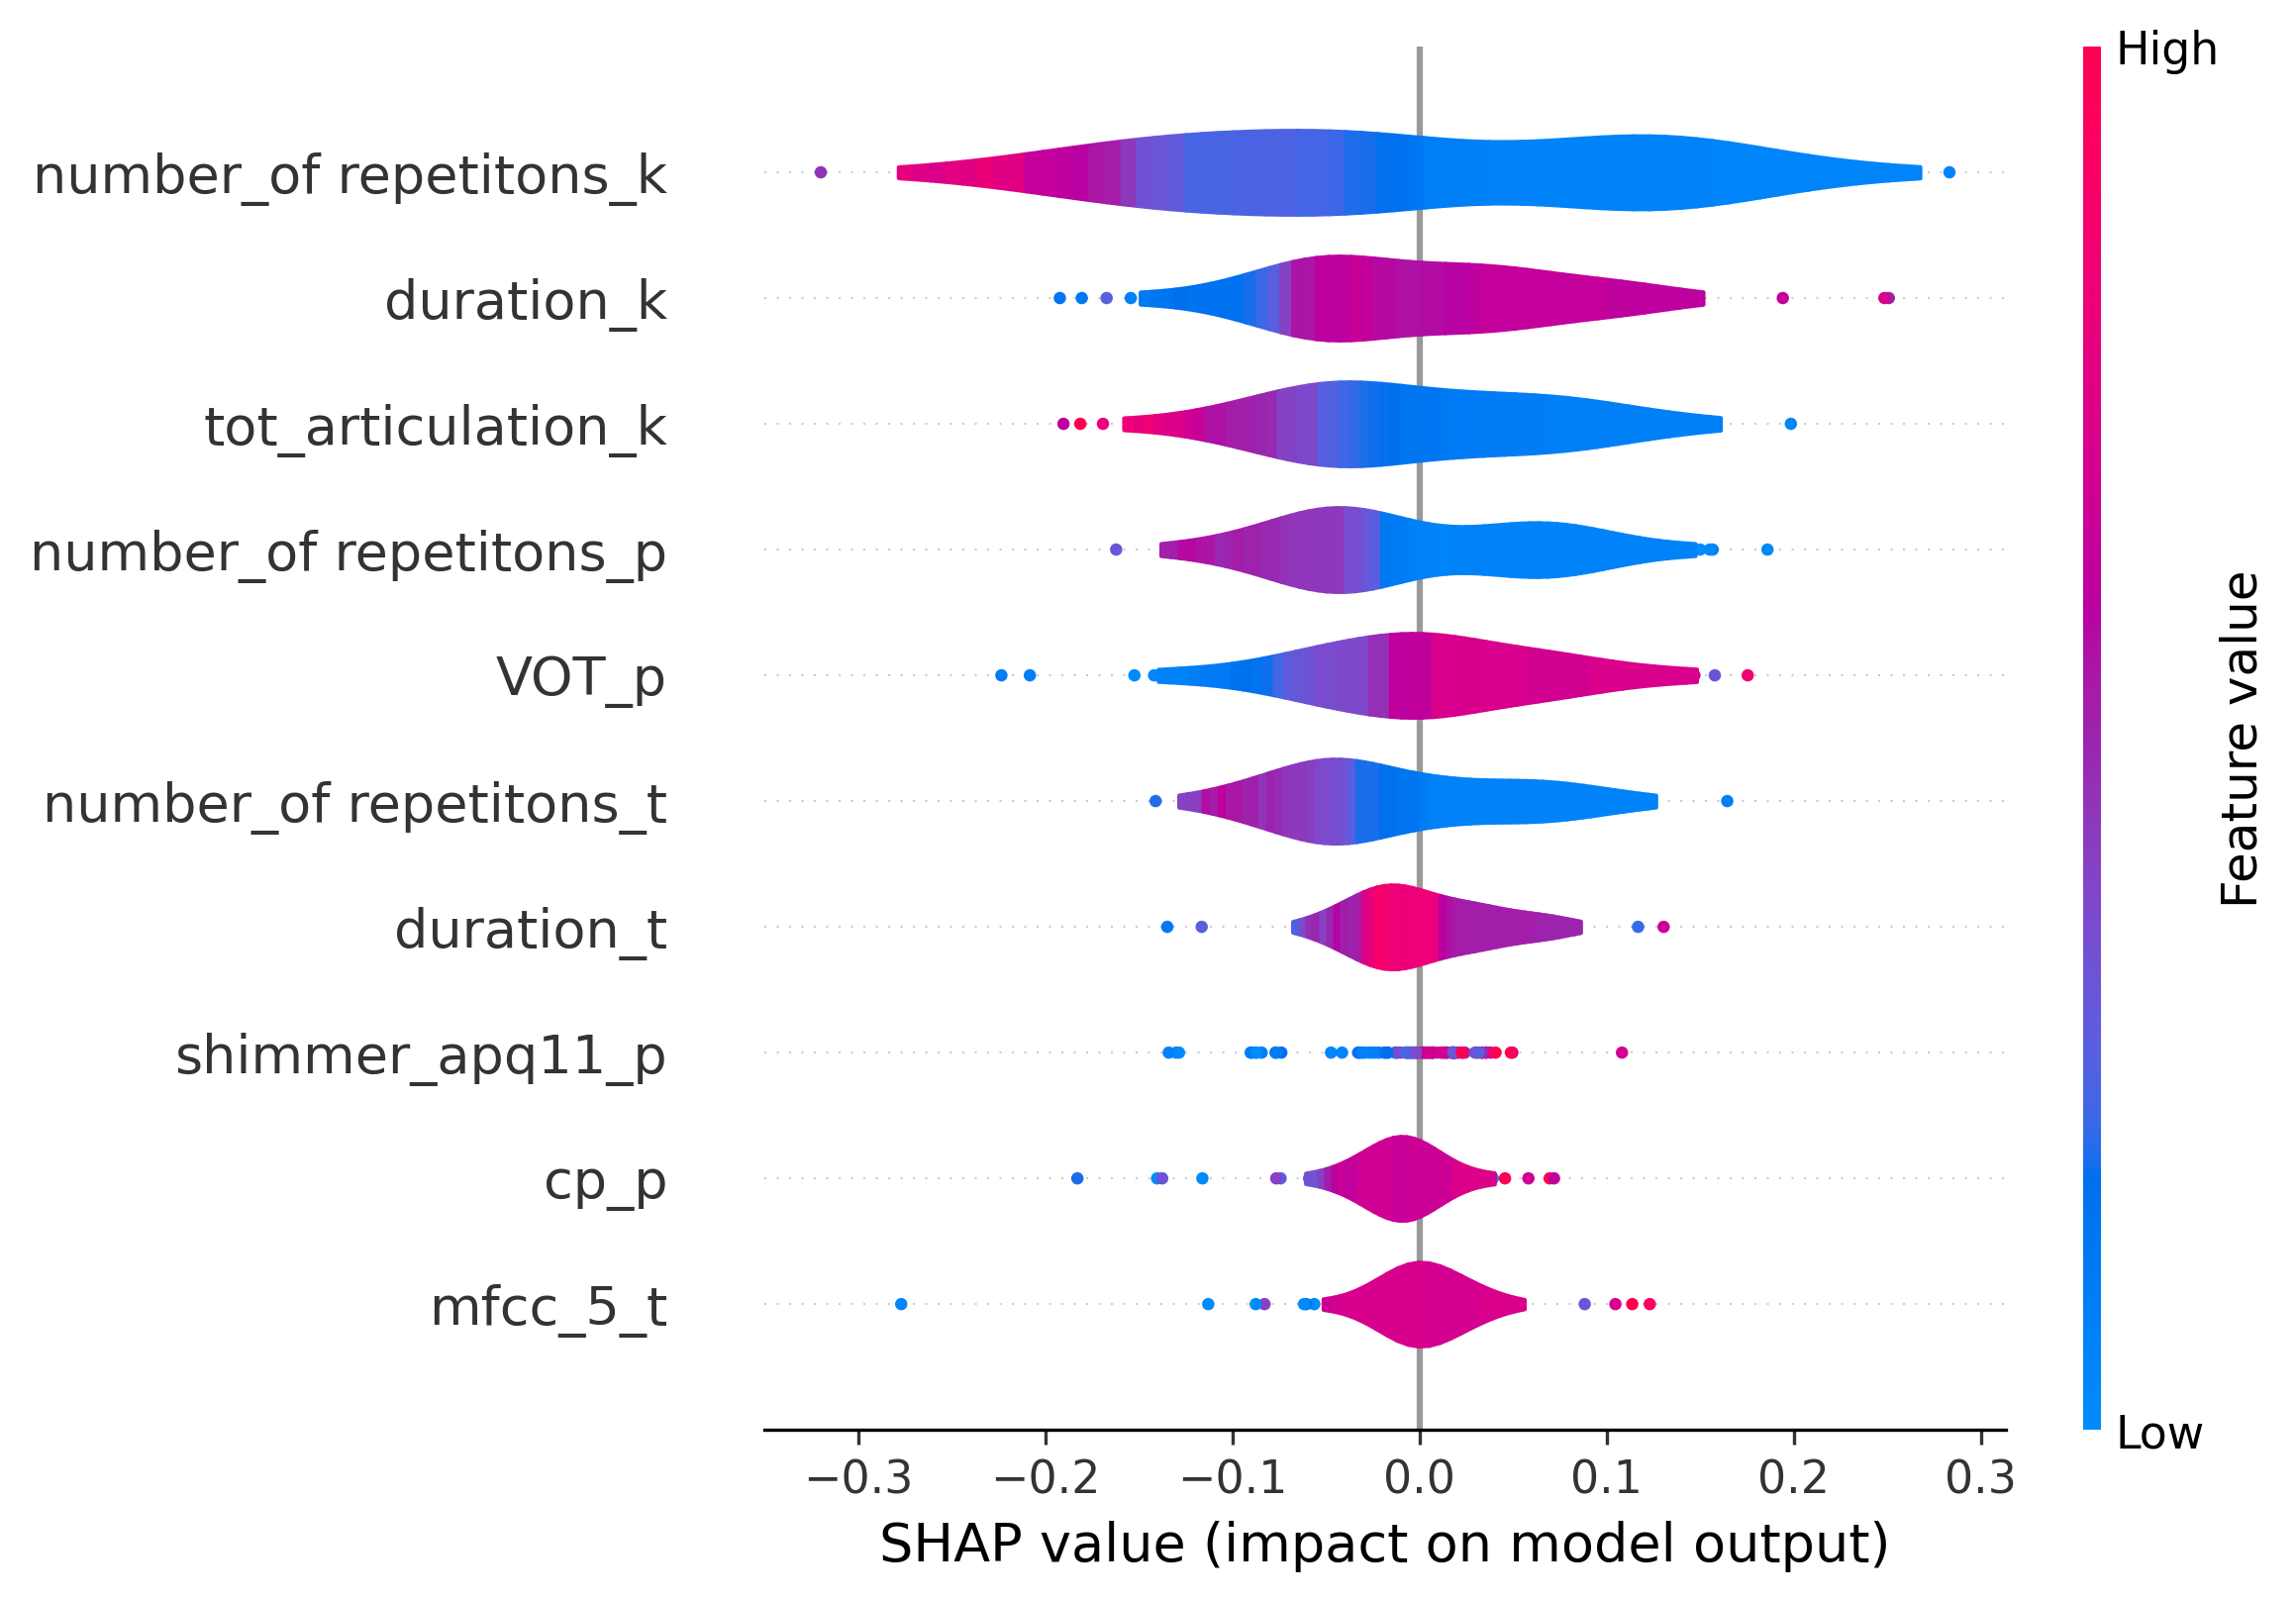 High
number_of repetitons_k
duration_k
tot_articulation_k
number_of repetitons_p
VOT_p
number_of repetitons_t
duration_t
shimmer_apq11_p
cp_p
mfcc_5_t
Feature value
Low
−0.3 −0.2 −0.1 0.0 0.1 0.2 0.3
SHAP value (impact on model output)